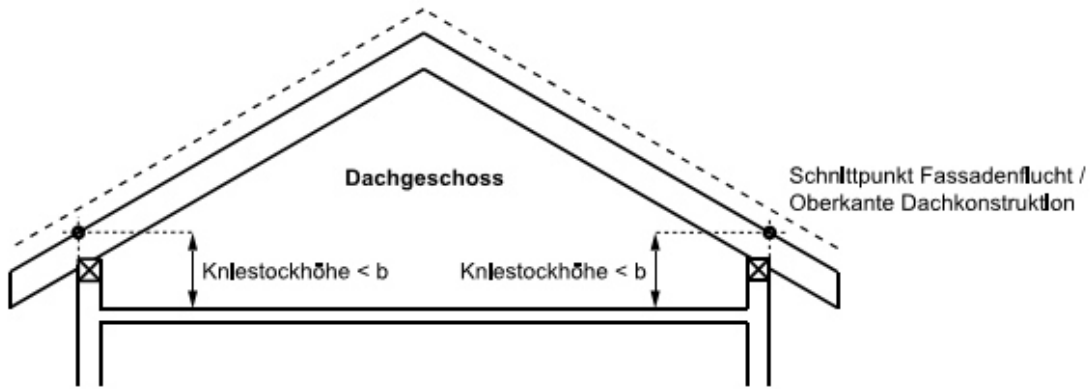 Dachgeschoss
Schnittpunkt Fassadenflucht /
Oberkante Dachkonstruktion
Kniestockhöhe < b
Kniestockhöhe < b